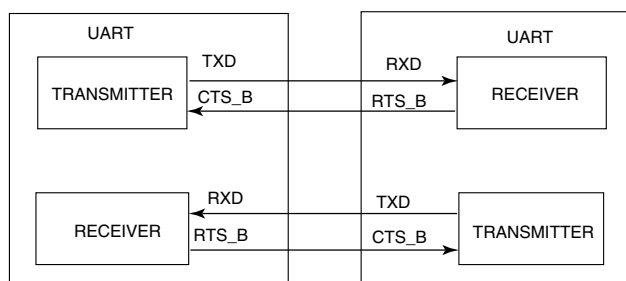 UART UART
TXD RXD
TRANSMITTER CTS_B RTS_B RECEIVER
RXD TXD
RECEIVER RTS_B CTS_B TRANSMITTER